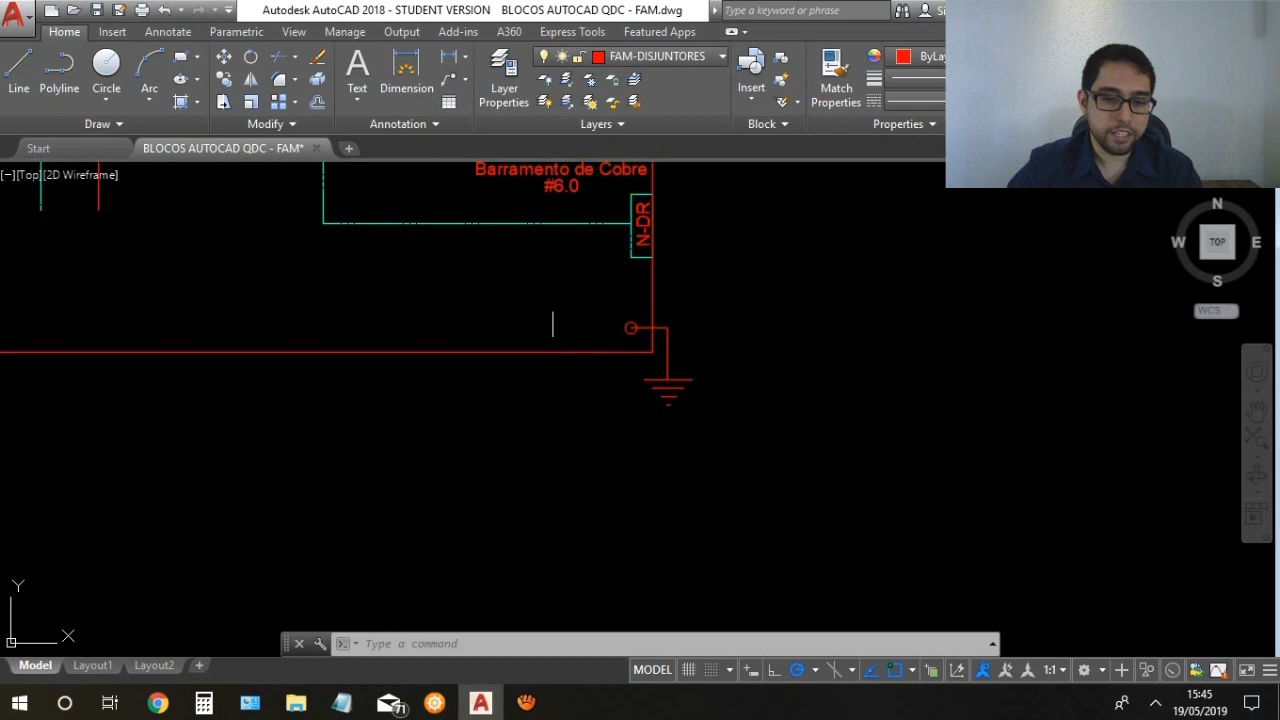 Autodesk AutoCAD 2018 - STUDENT VERSION BLOCOS AUTOCAD QDC - FAM.dwg
Type a keyword or phrase
Home Insert Annotate Parametric View Manage Output Add-ins A360 Express Tools Featured Apps
FAM-DISJUNTORES
Line Polyline Circle Arc
Text Dimension
Layer
Properties
Insert
Match
Properties
Draw Modify Annotation Layers Block Properties
Start BLOCOS AUTOCAD QDC - FAM*
[−][Top][2D Wireframe]
Barramento de Cobre
#6.0
N-DR
N
W TOP E
S
WCS
Y
X
Type a command
Model Layout1 Layout2
MODEL 1:1
71
15:45
19/05/2019